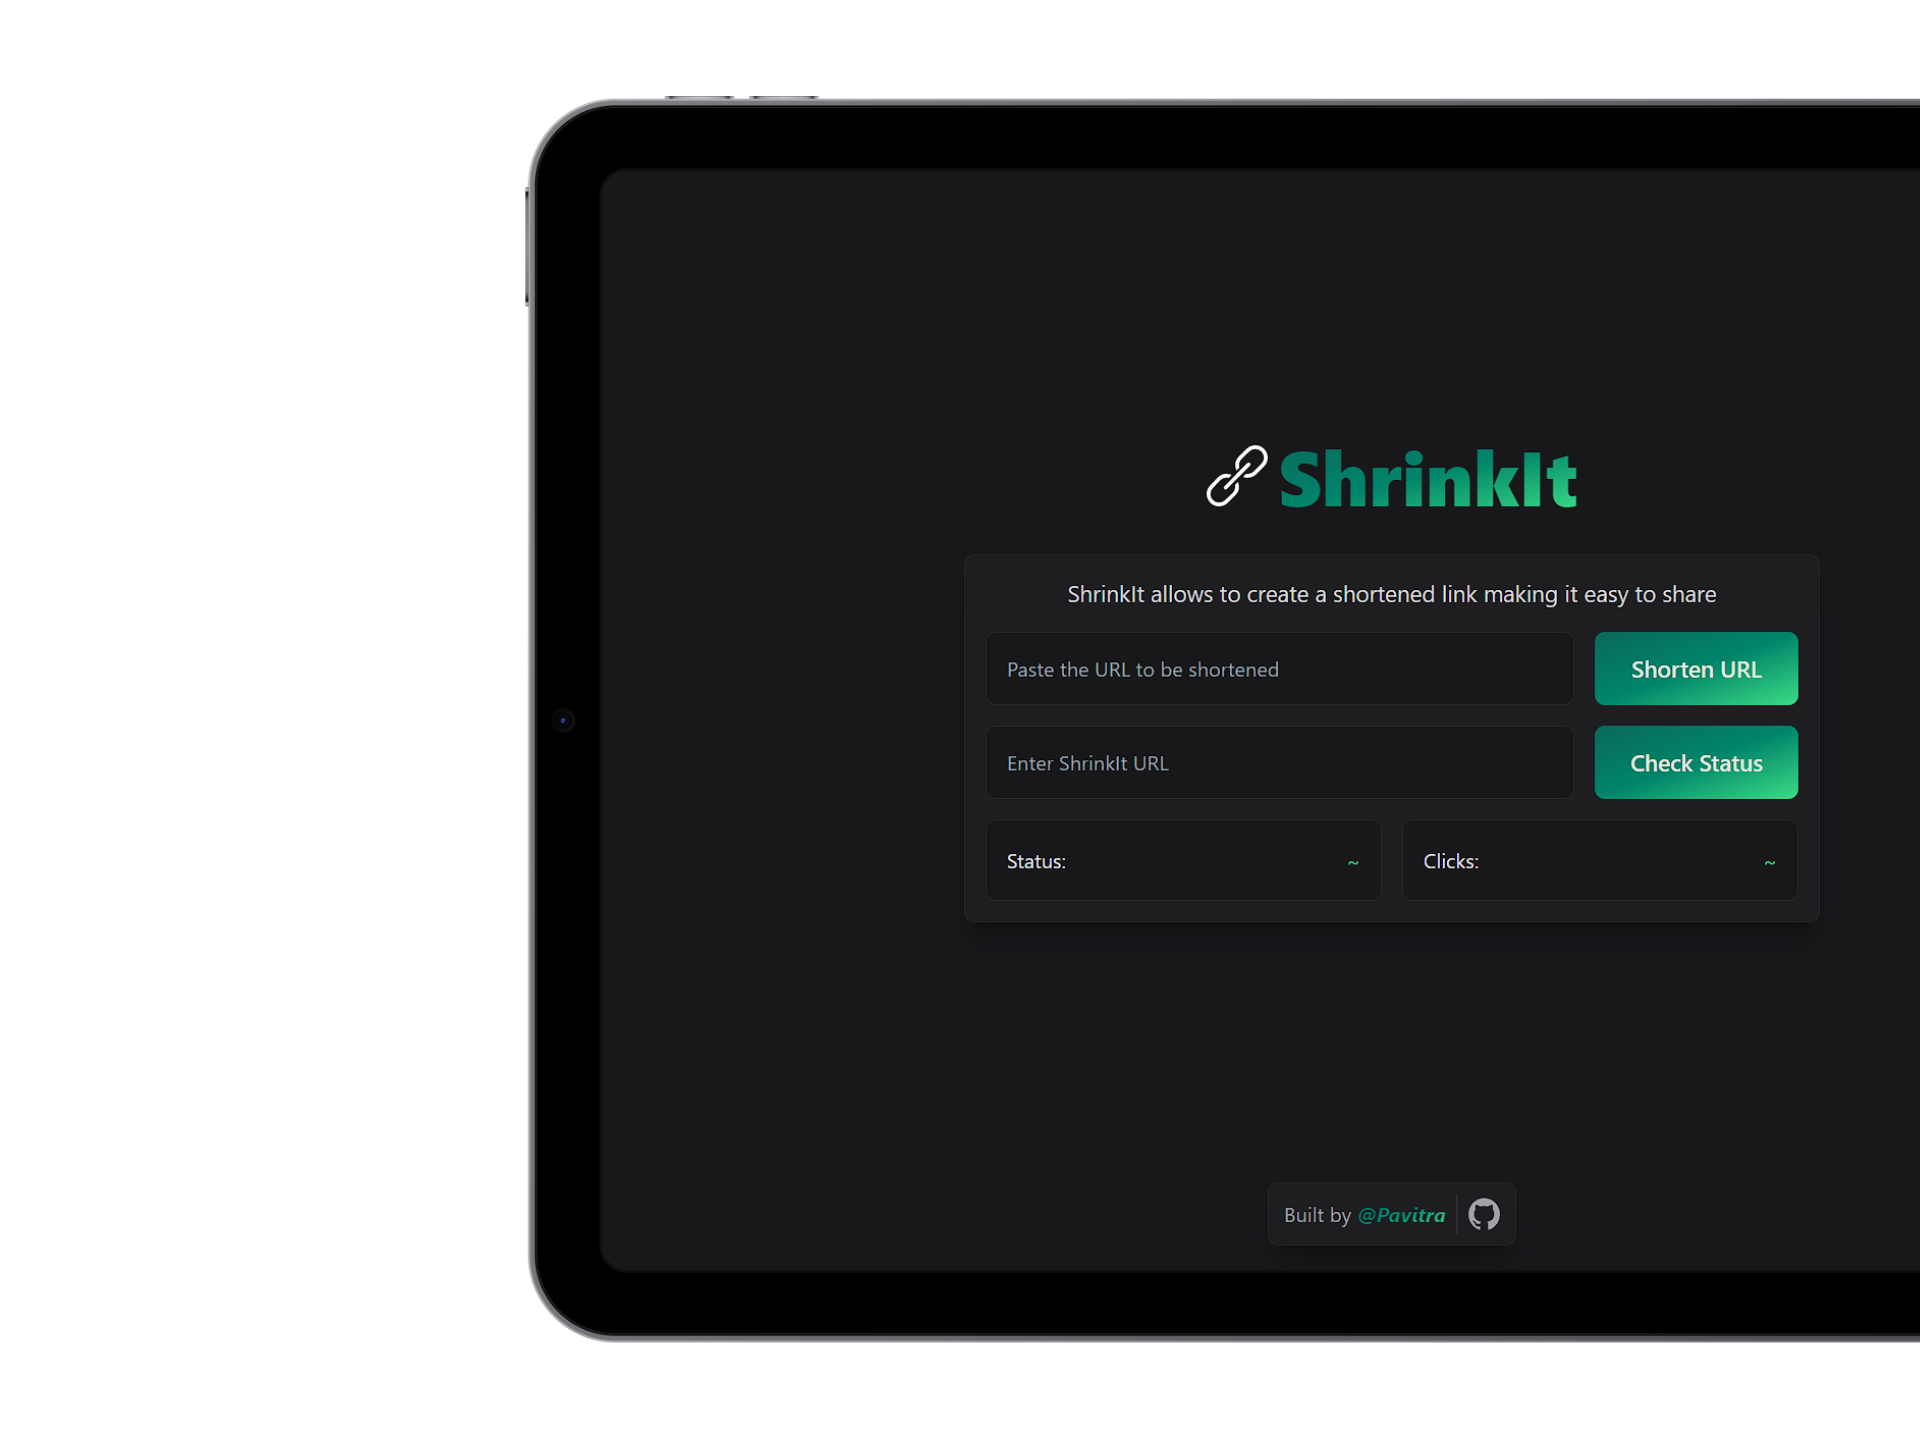 ShrinkIt
ShrinkIt allows to create a shortened link making it easy to share
Paste the URL to be shortened
Shorten URL
Enter ShrinkIt URL
Check Status
Status: ~
Clicks: ~
Built by @Pavitra